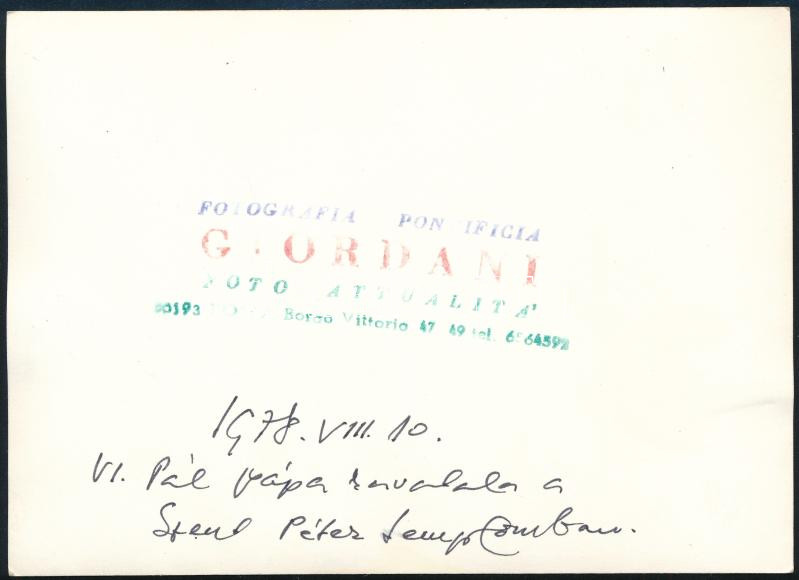 FOTOGRAFIA PONTIFICIA
GIORDANI
FOTO ATTUALITA'
00193 ROMA Borgo Vittorio 47 49 tel. 6564592
1978. VIII. 10.
VI. Pál pápa ravatala a
Szent Péter templomban.